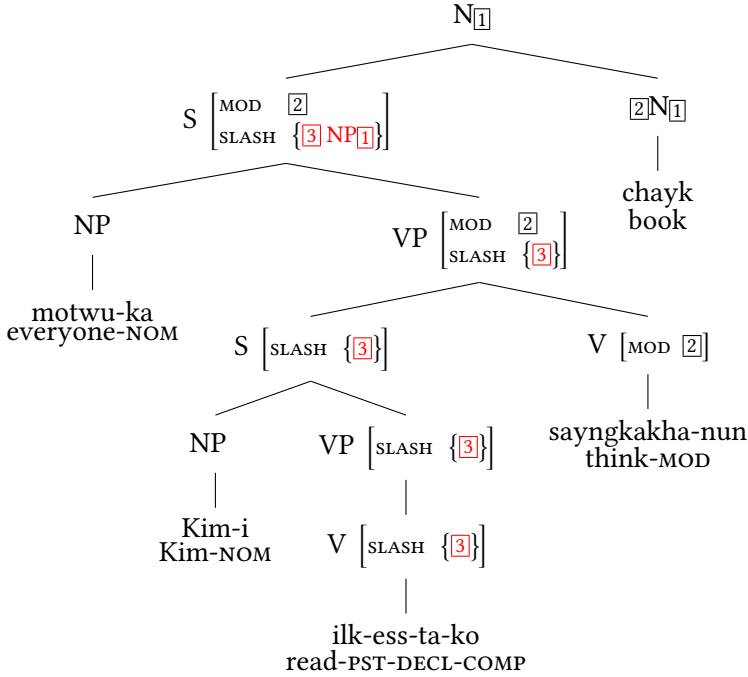 N1
S [MOD 2
SLASH {3 NP1}]
2N1
NP
VP [MOD 2
SLASH {3}]
chayk
book
motwu-ka
everyone-NOM
S [SLASH {3}]
V [MOD 2]
NP
VP [SLASH {3}]
sayngkakha-nun
think-MOD
Kim-i
Kim-NOM
V [SLASH {3}]
ilk-ess-ta-ko
read-PST-DECL-COMP